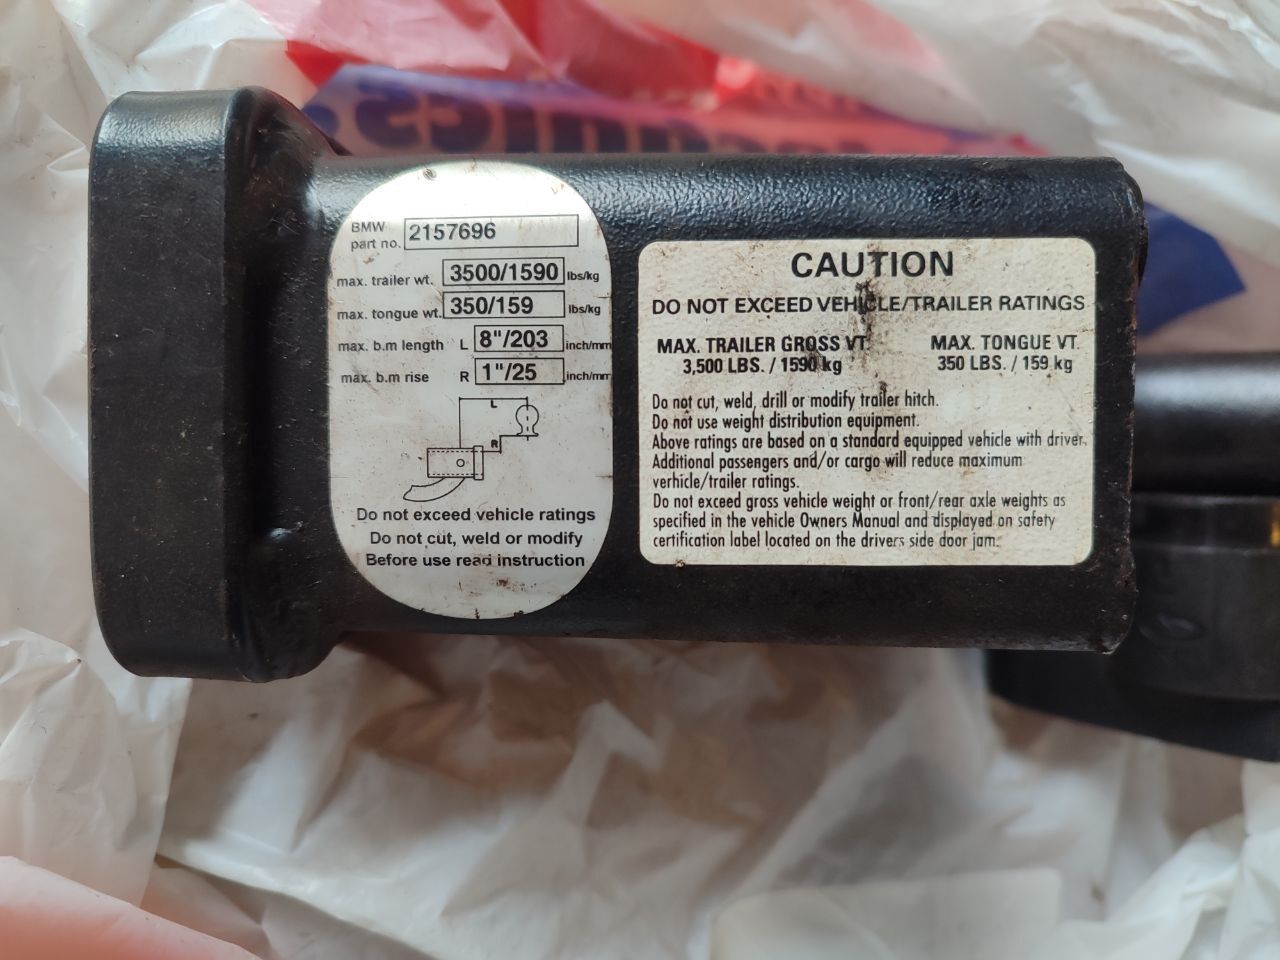 BMW
part no. 2157696
max. trailer wt. 3500/1590 lbs/kg
max. tongue wt. 350/159 lbs/kg
max. b.m length L 8"/203 inch/mm
max. b.m rise R 1"/25 inch/mm
L
R
Do not exceed vehicle ratings
Do not cut, weld or modify
Before use read instruction
CAUTION
DO NOT EXCEED VEHICLE/TRAILER RATINGS
MAX. TRAILER GROSS VT. MAX. TONGUE VT.
3,500 LBS. / 1590 kg 350 LBS. / 159 kg
Do not cut, weld, drill or modify trailer hitch.
Do not use weight distribution equipment.
Above ratings are based on a standard equipped vehicle with driver.
Additional passengers and/or cargo will reduce maximum
verhicle/trailer ratings.
Do not exceed gross vehicle weight or front/rear axle weights as
specified in the vehicle Owners Manual and displayed on safety
certification label located on the drivers side door jam.